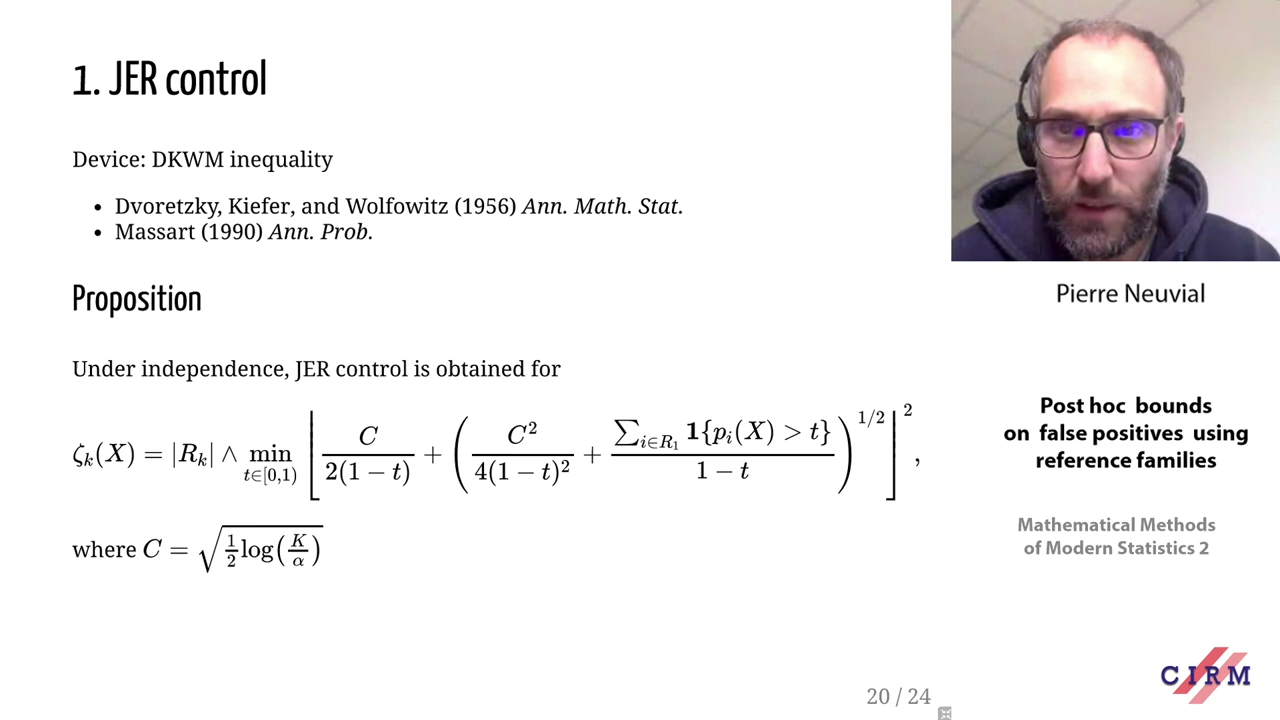 1. JER control
Device: DKWM inequality
• Dvoretzky, Kiefer, and Wolfowitz (1956) Ann. Math. Stat.
• Massart (1990) Ann. Prob.
Proposition
Under independence, JER control is obtained for
ζ_k(X) = |R_k| ∧ min_{t∈[0,1)} ⌊ C/(2(1−t)) + ( C²/(4(1−t)²) + (∑_{i∈R_1} 1{p_i(X) > t})/(1−t) )^{1/2} ⌋²,
where C = √(½ log(K/α))
20 / 24
Pierre Neuvial
Post hoc bounds
on false positives using
reference families
Mathematical Methods
of Modern Statistics 2
CIRM